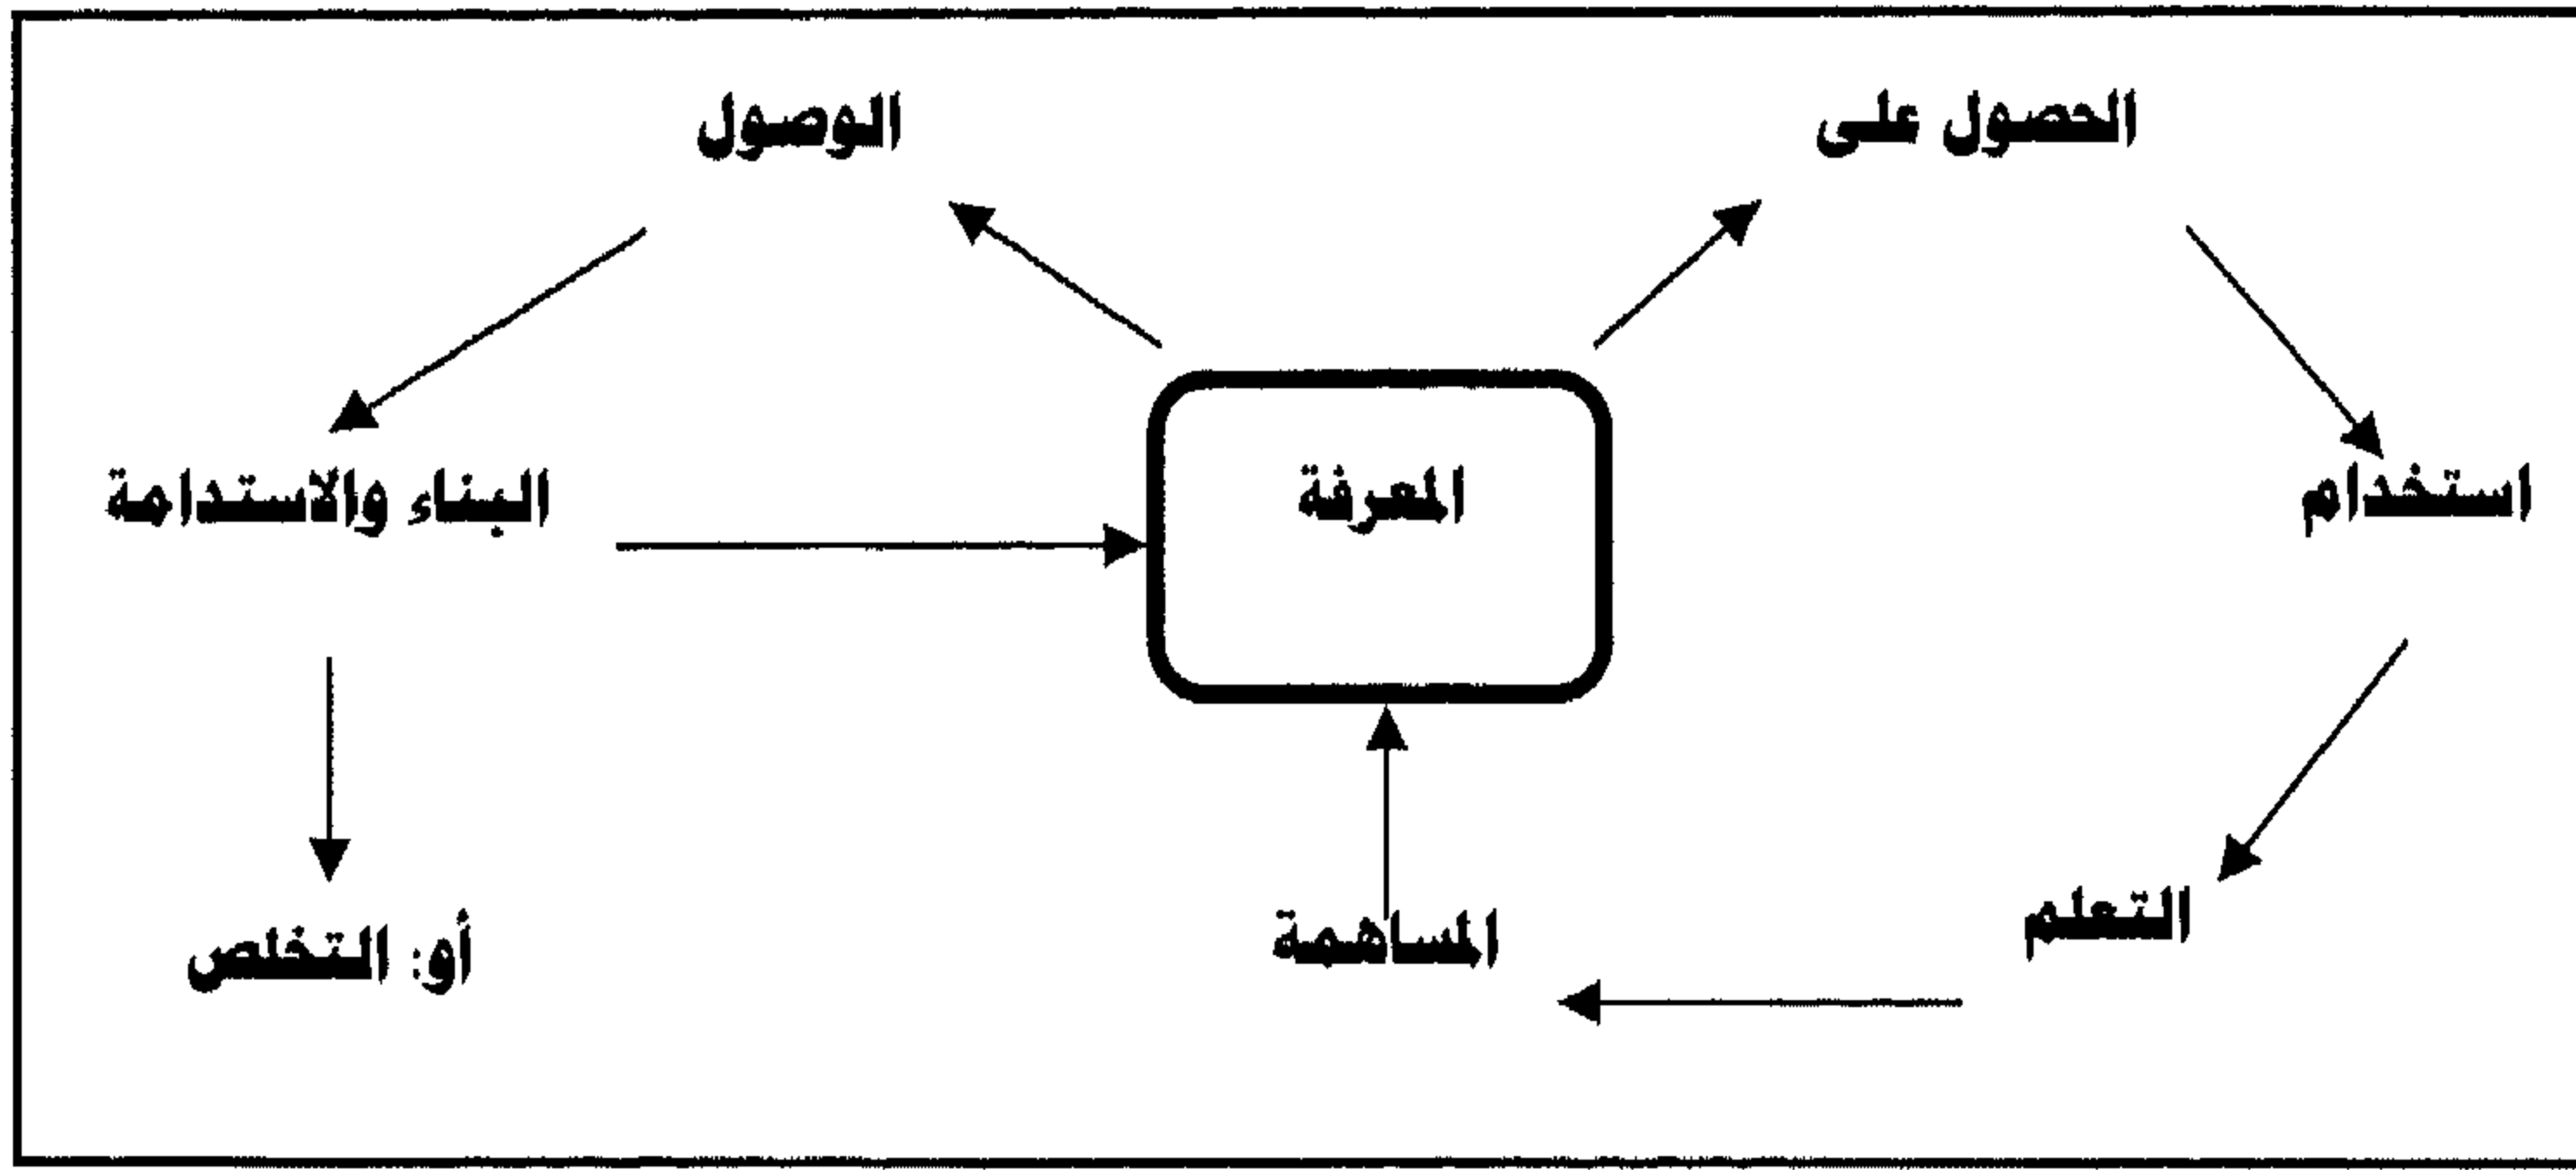 الحصول على
الوصول
استخدام
المعرفة
البناء والاستدامة
التعلم
المساهمة
أو: التخلص